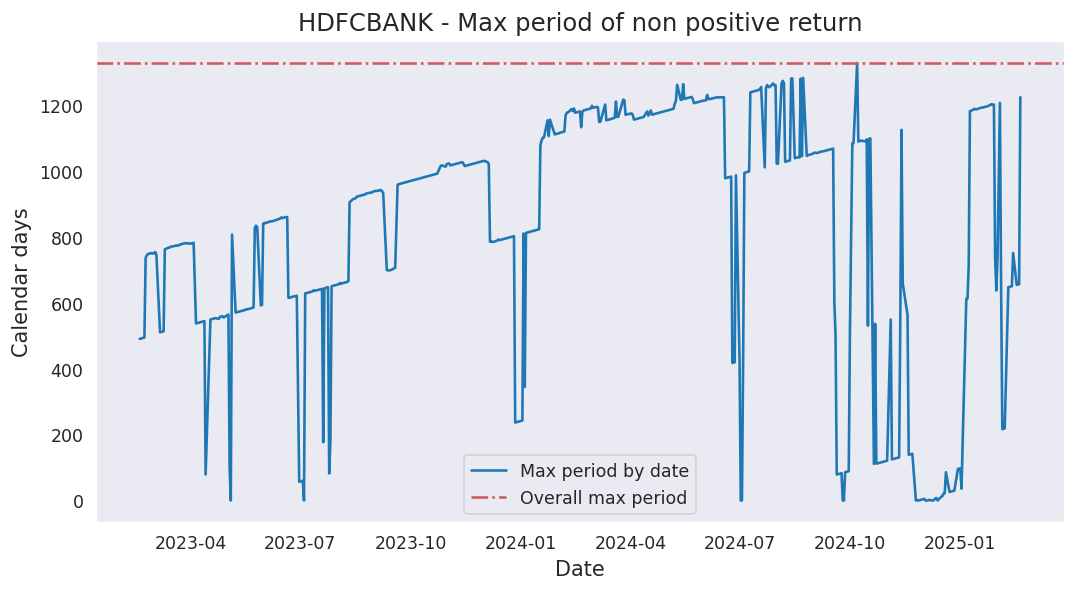 HDFCBANK - Max period of non positive return
Calendar days
1200
1000
800
600
400
200
0
Max period by date
Overall max period
2023-04 2023-07 2023-10 2024-01 2024-04 2024-07 2024-10 2025-01
Date